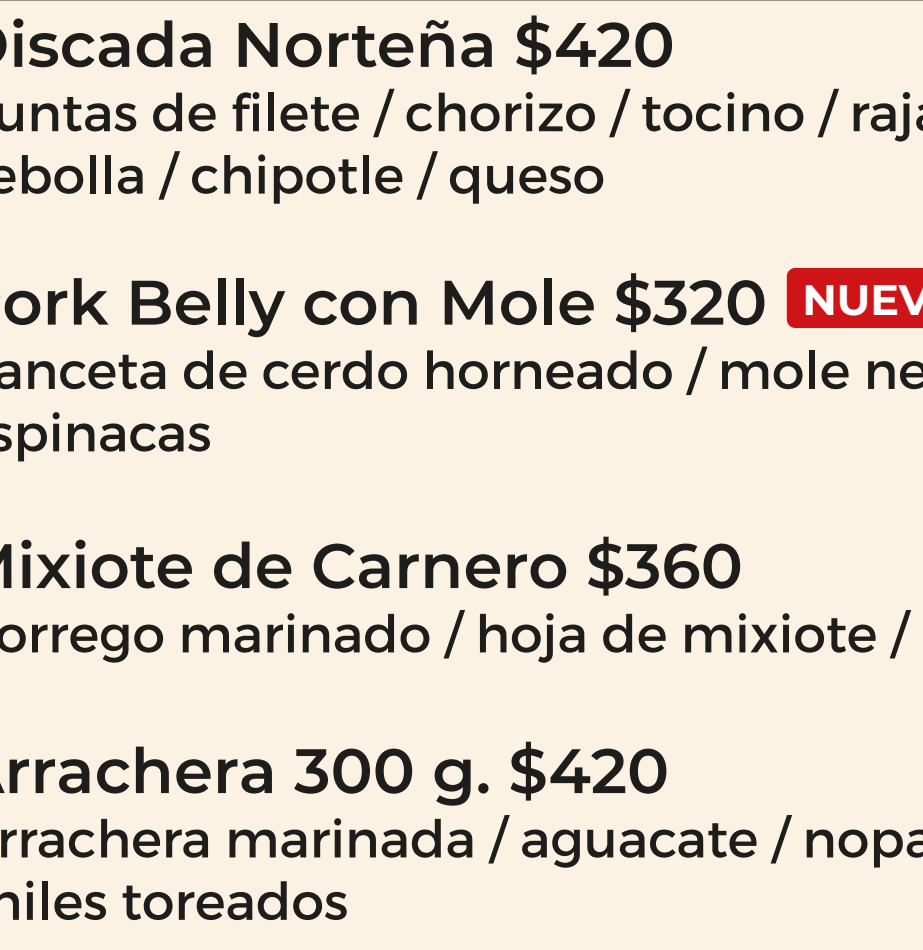 Discada Norteña $420
untas de filete / chorizo / tocino / raja
ebolla / chipotle / queso
ork Belly con Mole $320 NUEV
anceta de cerdo horneado / mole ne
spinacas
Mixiote de Carnero $360
orrego marinado / hoja de mixiote /
Arrachera 300 g. $420
rrachera marinada / aguacate / nopa
hiles toreados